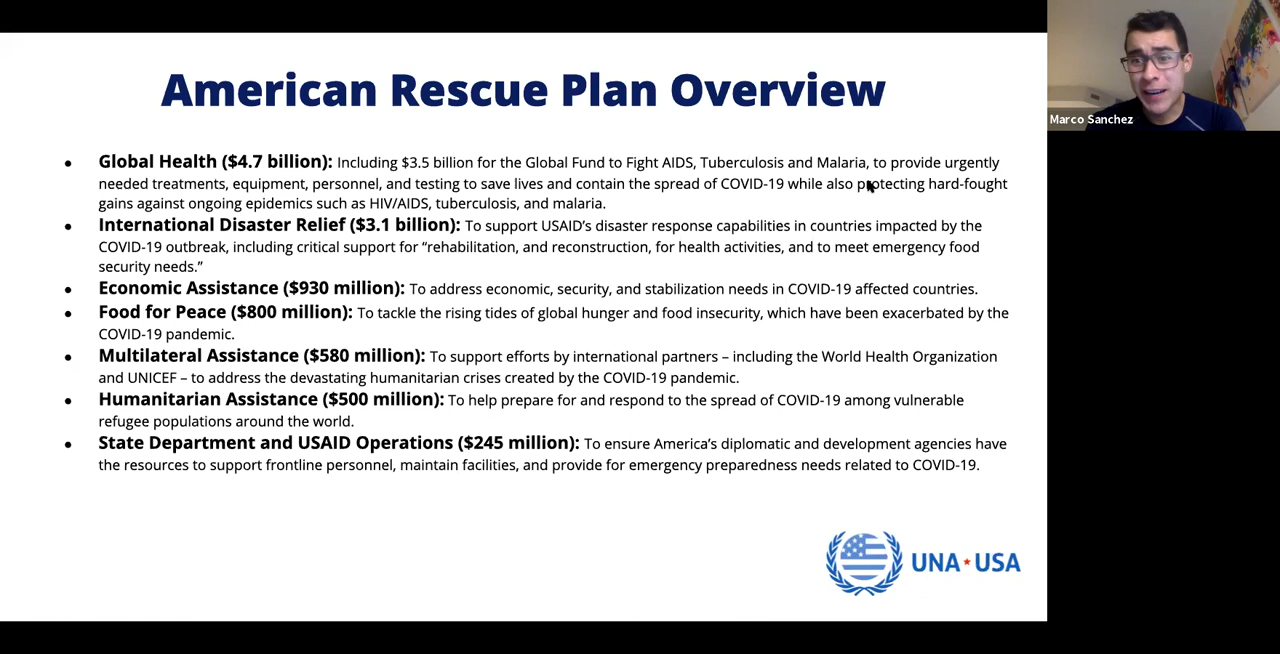 American Rescue Plan Overview
Marco Sanchez
● Global Health ($4.7 billion): Including $3.5 billion for the Global Fund to Fight AIDS, Tuberculosis and Malaria, to provide urgently
needed treatments, equipment, personnel, and testing to save lives and contain the spread of COVID-19 while also protecting hard-fought
gains against ongoing epidemics such as HIV/AIDS, tuberculosis, and malaria.
● International Disaster Relief ($3.1 billion): To support USAID’s disaster response capabilities in countries impacted by the
COVID-19 outbreak, including critical support for “rehabilitation, and reconstruction, for health activities, and to meet emergency food
security needs.”
● Economic Assistance ($930 million): To address economic, security, and stabilization needs in COVID-19 affected countries.
● Food for Peace ($800 million): To tackle the rising tides of global hunger and food insecurity, which have been exacerbated by the
COVID-19 pandemic.
● Multilateral Assistance ($580 million): To support efforts by international partners – including the World Health Organization
and UNICEF – to address the devastating humanitarian crises created by the COVID-19 pandemic.
● Humanitarian Assistance ($500 million): To help prepare for and respond to the spread of COVID-19 among vulnerable
refugee populations around the world.
● State Department and USAID Operations ($245 million): To ensure America’s diplomatic and development agencies have
the resources to support frontline personnel, maintain facilities, and provide for emergency preparedness needs related to COVID-19.
UNA★USA